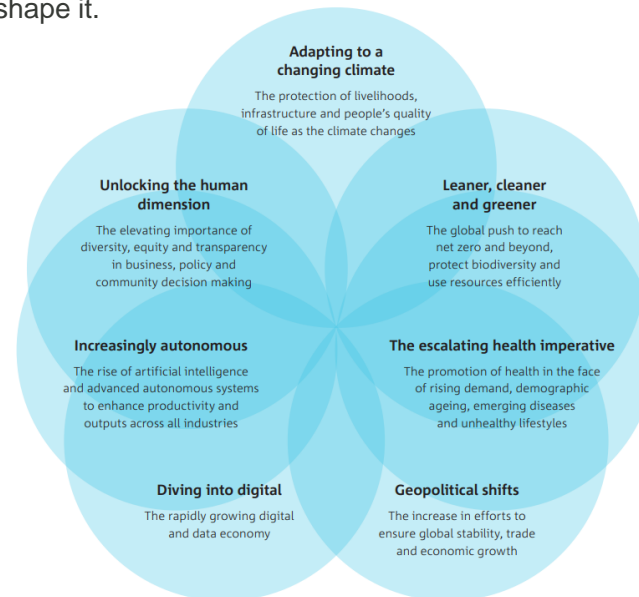 shape it.
Adapting to a
changing climate
The protection of livelihoods,
infrastructure and people's quality
of life as the climate changes
Unlocking the human
dimension
The elevating importance of
diversity, equity and transparency
in business, policy and
community decision making
Leaner, cleaner
and greener
The global push to reach
net zero and beyond,
protect biodiversity and
use resources efficiently
Increasingly autonomous
The rise of artificial intelligence
and advanced autonomous systems
to enhance productivity and
outputs across all industries
The escalating health imperative
The promotion of health in the face
of rising demand, demographic
ageing, emerging diseases
and unhealthy lifestyles
Diving into digital
The rapidly growing digital
and data economy
Geopolitical shifts
The increase in efforts to
ensure global stability, trade
and economic growth